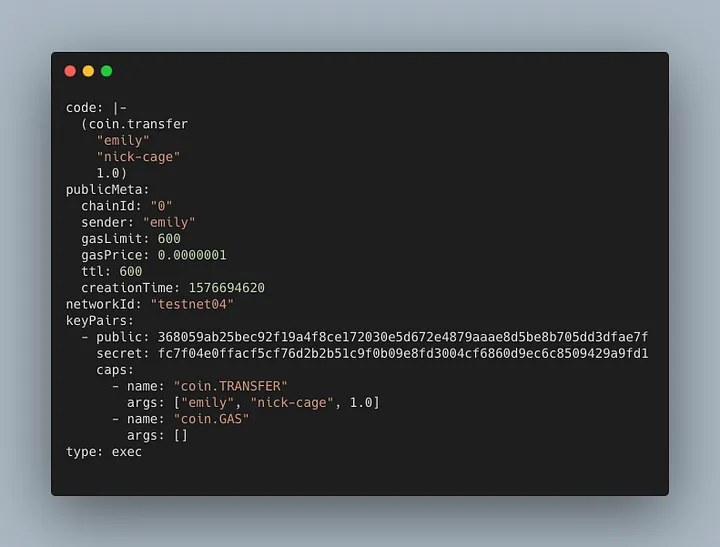 code: |-
  (coin.transfer
    "emily"
    "nick-cage"
    1.0)
publicMeta:
  chainId: "0"
  sender: "emily"
  gasLimit: 600
  gasPrice: 0.0000001
  ttl: 600
  creationTime: 1576694620
networkId: "testnet04"
keyPairs:
  - public: 368059ab25bec92f19a4f8ce172030e5d672e4879aaae8d5be8b705dd3dfae7f
    secret: fc7f04e0ffacf5cf76d2b2b51c9f0b09e8fd3004cf6860d9ec6c8509429a9fd1
    caps:
      - name: "coin.TRANSFER"
        args: ["emily", "nick-cage", 1.0]
      - name: "coin.GAS"
        args: []
type: exec